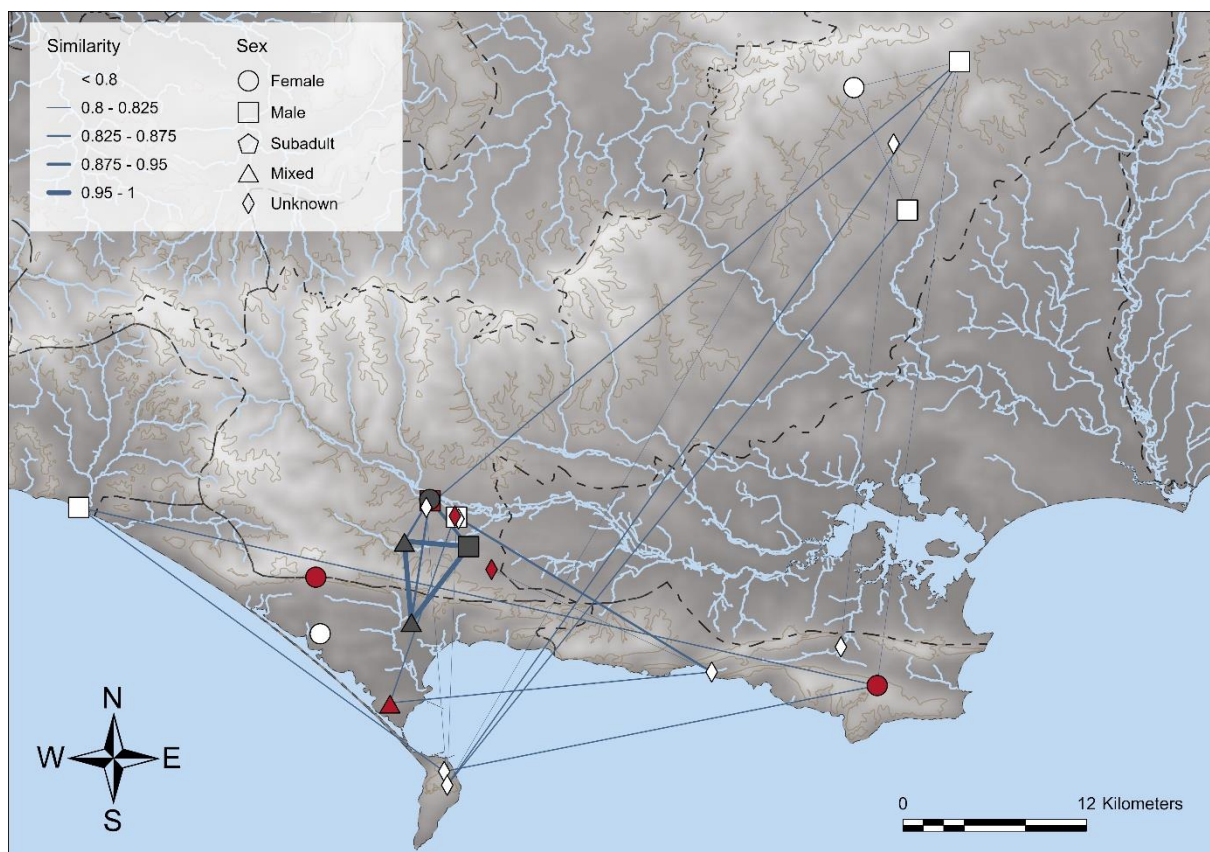 Similarity
< 0.8
0.8 - 0.825
0.825 - 0.875
0.875 - 0.95
0.95 - 1
Sex
Female
Male
Subadult
Mixed
Unknown
N
W E
S
0 12 Kilometers